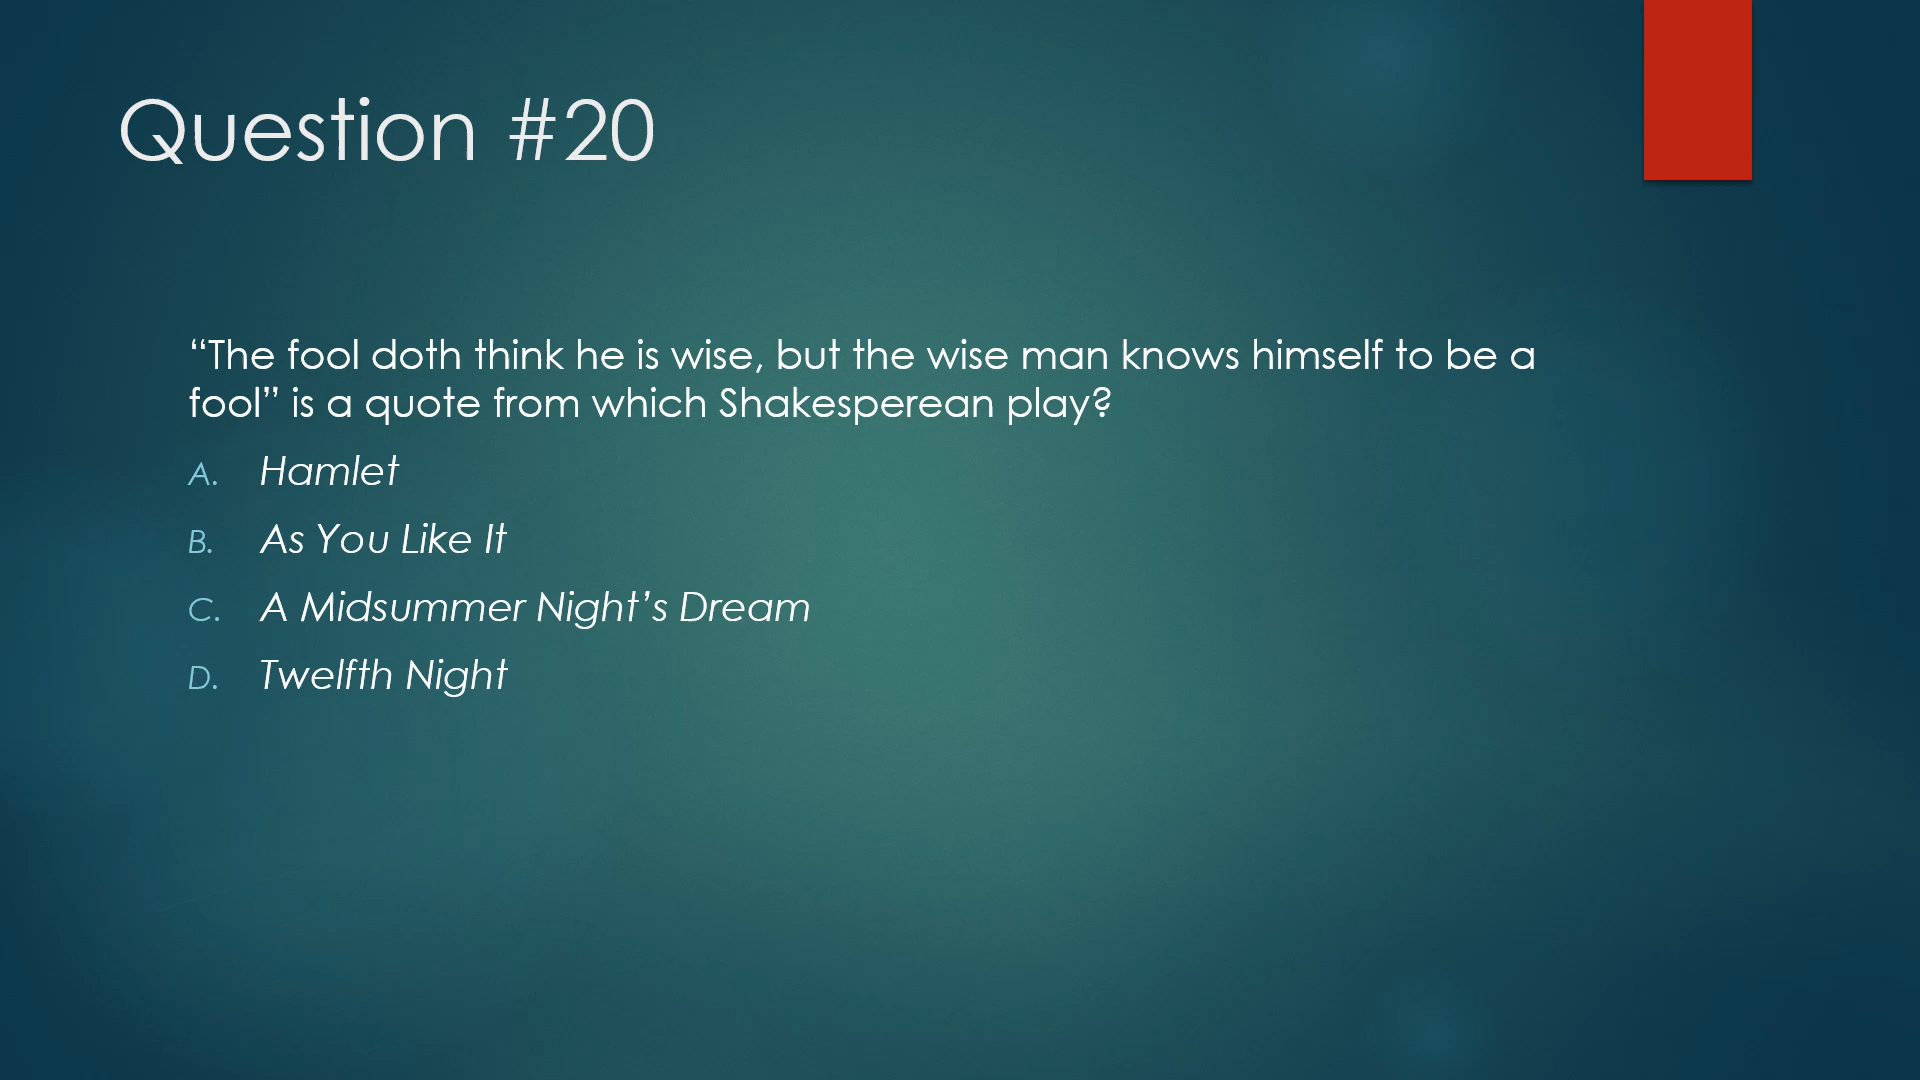 Question #20
“The fool doth think he is wise, but the wise man knows himself to be a
fool” is a quote from which Shakesperean play?
A. Hamlet
B. As You Like It
C. A Midsummer Night’s Dream
D. Twelfth Night